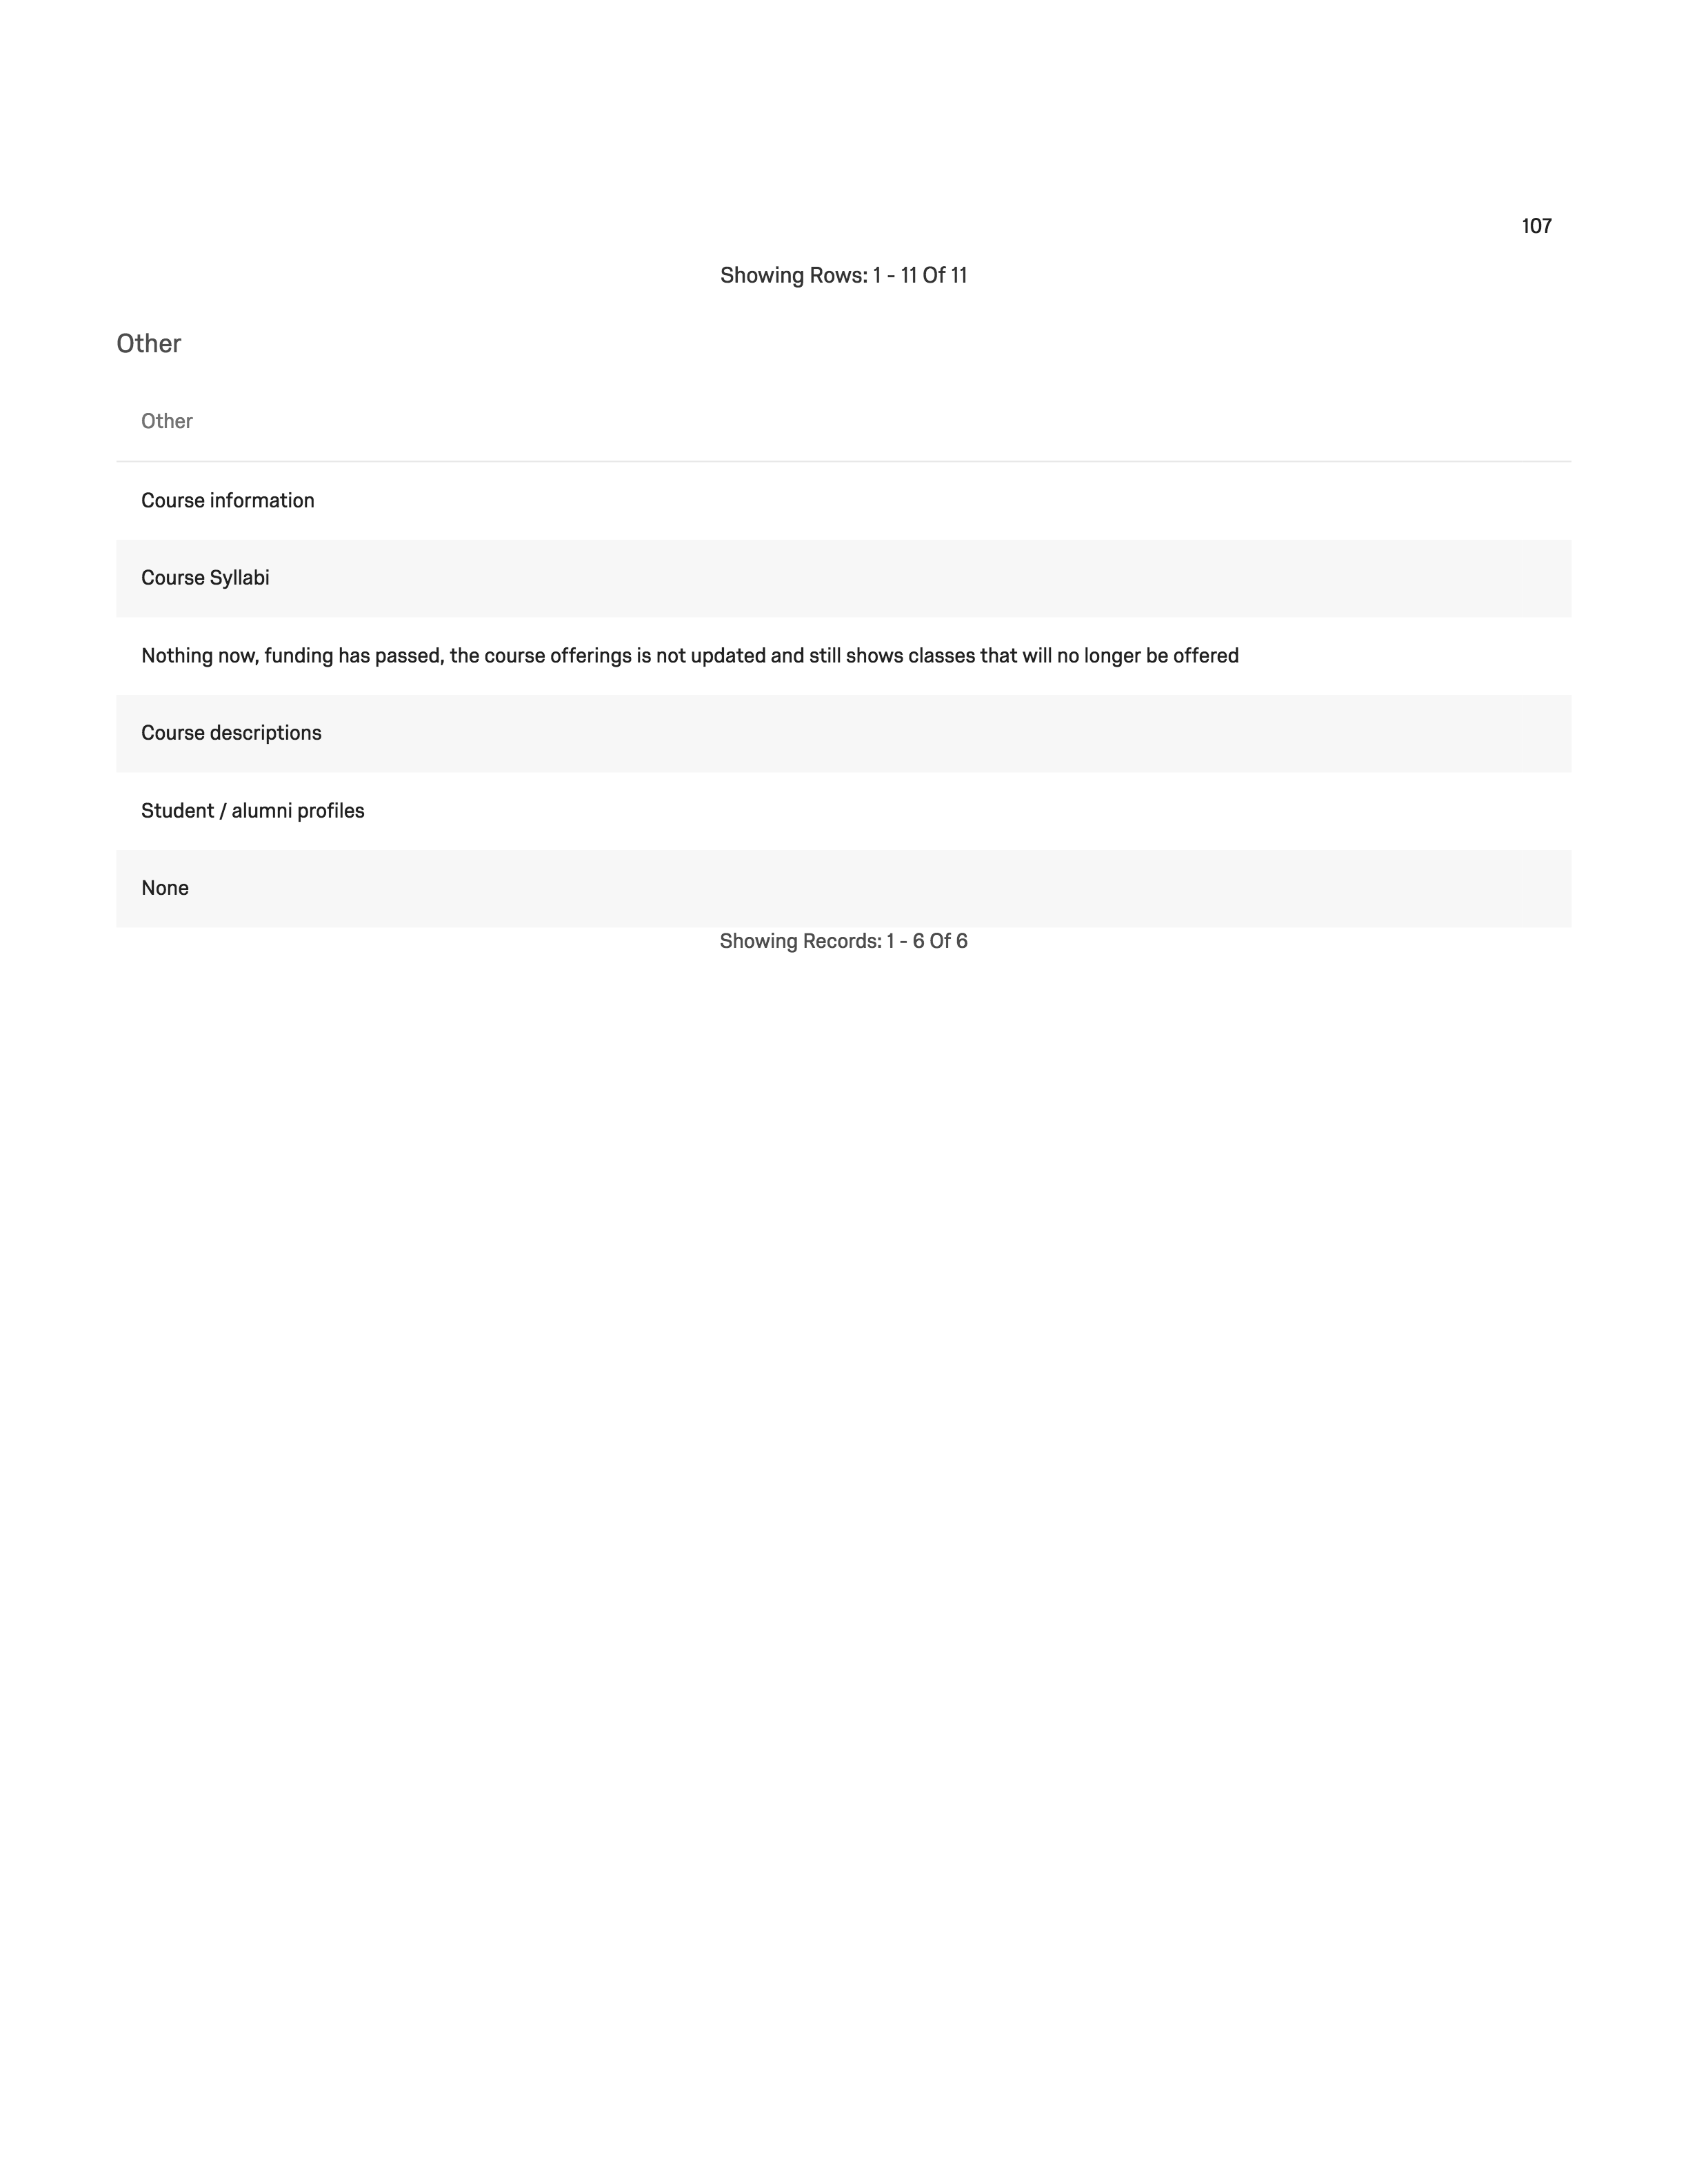 107
Showing Rows: 1 - 11 Of 11
Other
Other
Course information
Course Syllabi
Nothing now, funding has passed, the course offerings is not updated and still shows classes that will no longer be offered
Course descriptions
Student / alumni profiles
None
Showing Records: 1 - 6 Of 6